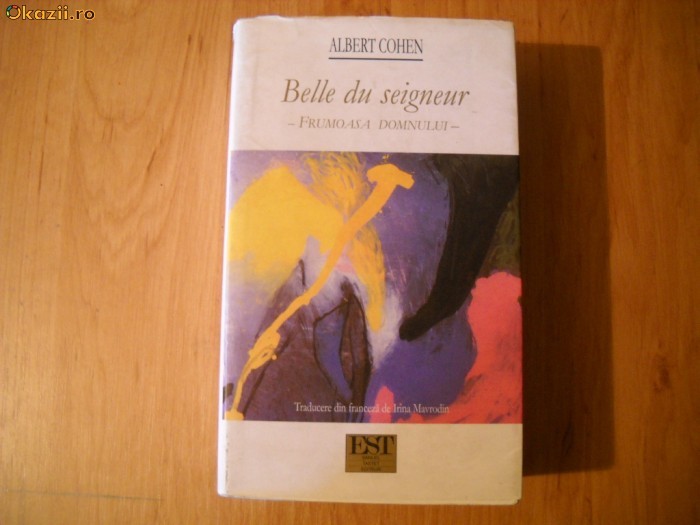 Okazii.ro
ALBERT COHEN
Belle du seigneur
– FRUMOASA DOMNULUI –
Traducere din franceză de Irina Mavrodin
EST